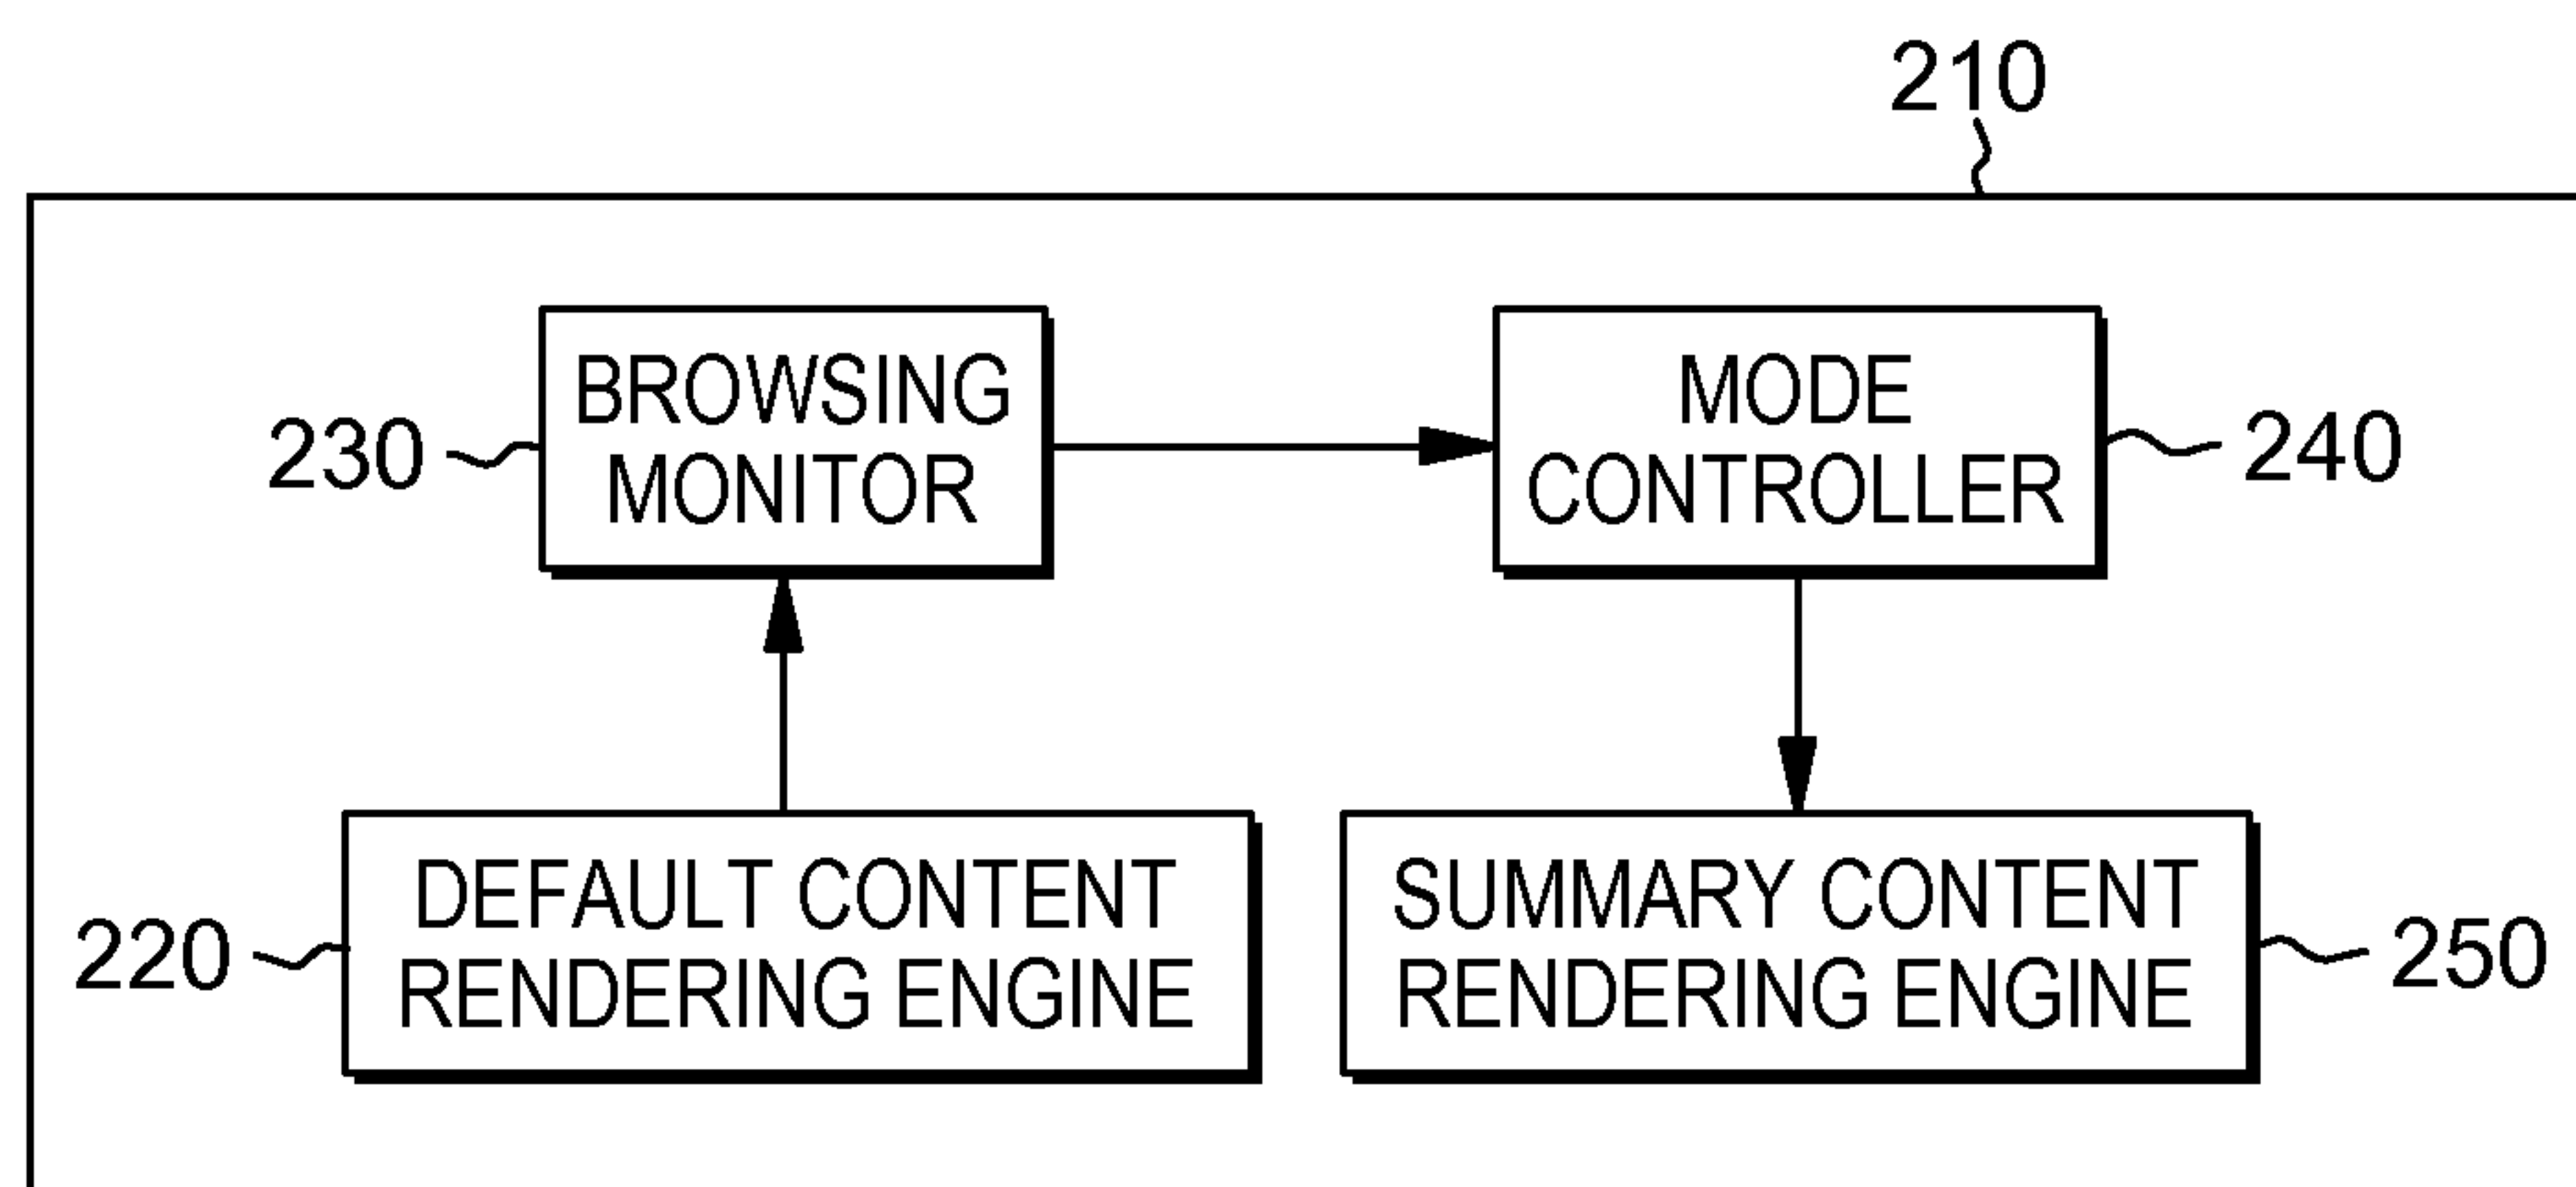 210
BROWSING
MONITOR
230
MODE
CONTROLLER
240
DEFAULT CONTENT
RENDERING ENGINE
220
SUMMARY CONTENT
RENDERING ENGINE
250